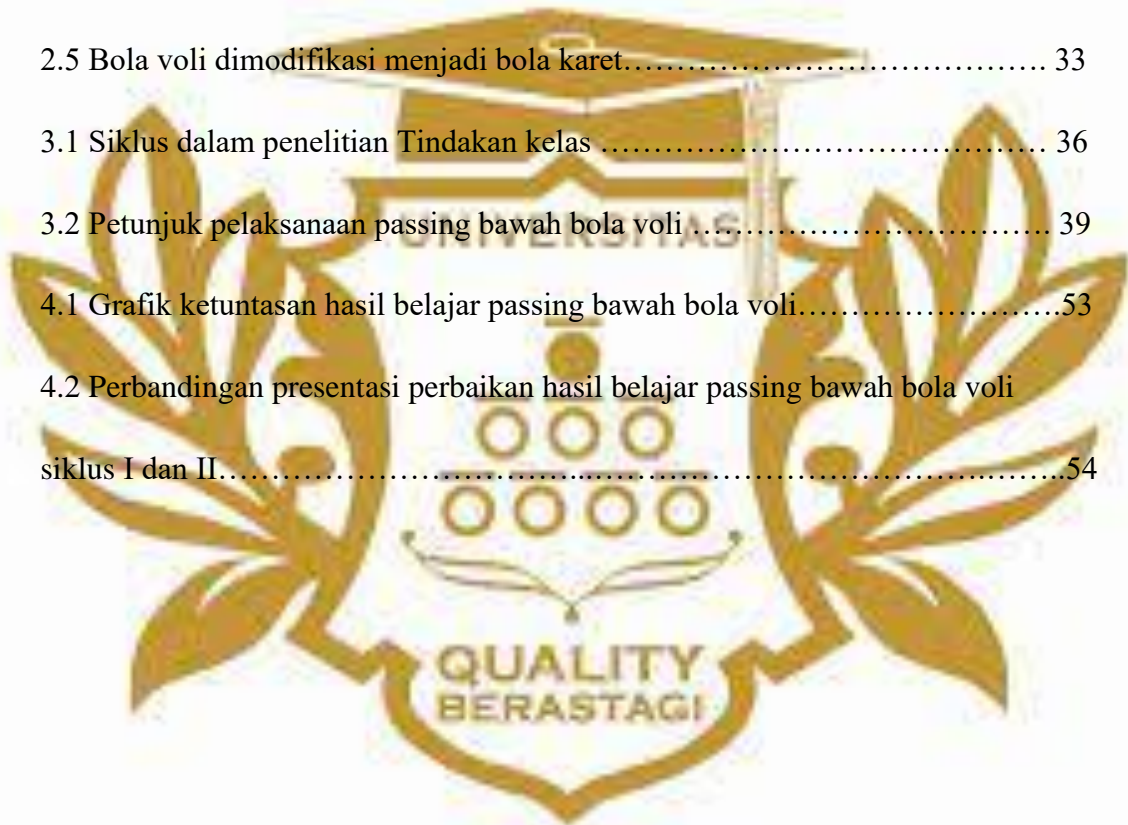 2.5 Bola voli dimodifikasi menjadi bola karet…………………………………. 33
3.1 Siklus dalam penelitian Tindakan kelas …………………………………… 36
3.2 Petunjuk pelaksanaan passing bawah bola voli ……………………………. 39
UNIVERSITAS
4.1 Grafik ketuntasan hasil belajar passing bawah bola voli…………………….53
4.2 Perbandingan presentasi perbaikan hasil belajar passing bawah bola voli
siklus I dan II……………………………...……………………………….……..54
QUALITY
BERASTAGI